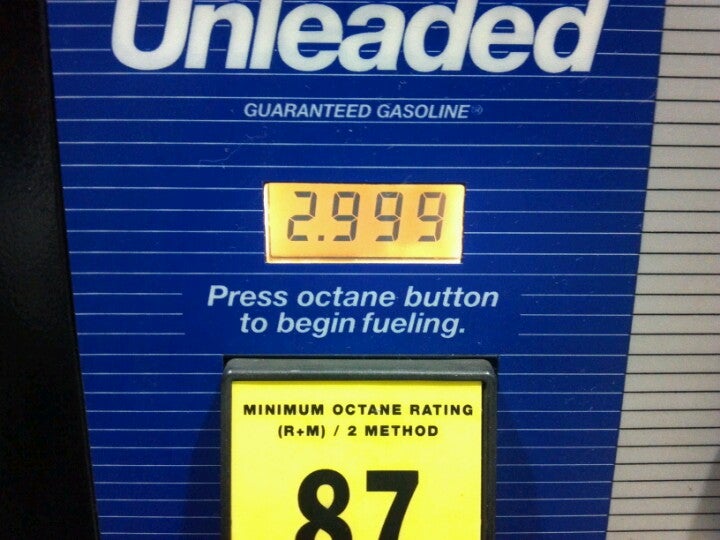 Unleaded
GUARANTEED GASOLINE
2.999
Press octane button
to begin fueling.
MINIMUM OCTANE RATING
(R+M) / 2 METHOD
87